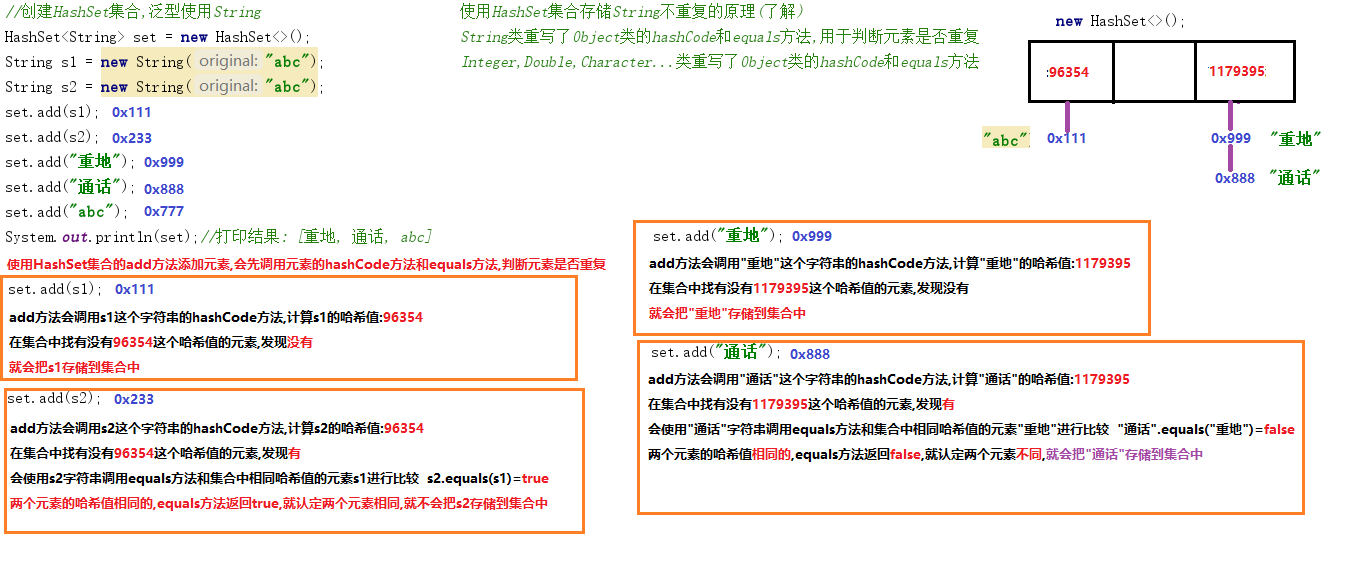 //创建HashSet集合,泛型使用String
HashSet<String> set = new HashSet<>();
String s1 = new String( original: "abc");
String s2 = new String( original: "abc");
set.add(s1); 0x111
set.add(s2); 0x233
set.add("重地"); 0x999
set.add("通话"); 0x888
set.add("abc"); 0x777
System.out.println(set);//打印结果: [重地, 通话, abc]
使用HashSet集合的add方法添加元素,会先调用元素的hashCode方法和equals方法,判断元素是否重复
使用HashSet集合存储String不重复的原理(了解)
String类重写了Object类的hashCode和equals方法,用于判断元素是否重复
Integer,Double,Character...类重写了Object类的hashCode和equals方法
new HashSet<>();
:96354
1179395
"abc" 0x111
0x999 "重地"
0x888 "通话"
set.add(s1); 0x111
add方法会调用s1这个字符串的hashCode方法,计算s1的哈希值:96354
在集合中找有没有96354这个哈希值的元素,发现没有
就会把s1存储到集合中
set.add(s2); 0x233
add方法会调用s2这个字符串的hashCode方法,计算s2的哈希值:96354
在集合中找有没有96354这个哈希值的元素,发现有
会使用s2字符串调用equals方法和集合中相同哈希值的元素s1进行比较 s2.equals(s1)=true
两个元素的哈希值相同的,equals方法返回true,就认定两个元素相同,就不会把s2存储到集合中
set.add("重地"); 0x999
add方法会调用"重地"这个字符串的hashCode方法,计算"重地"的哈希值:1179395
在集合中找有没有1179395这个哈希值的元素,发现没有
就会把"重地"存储到集合中
set.add("通话"); 0x888
add方法会调用"通话"这个字符串的hashCode方法,计算"通话"的哈希值:1179395
在集合中找有没有1179395这个哈希值的元素,发现有
会使用"通话"字符串调用equals方法和集合中相同哈希值的元素"重地"进行比较 "通话".equals("重地")=false
两个元素的哈希值相同的,equals方法返回false,就认定两个元素不同,就会把"通话"存储到集合中